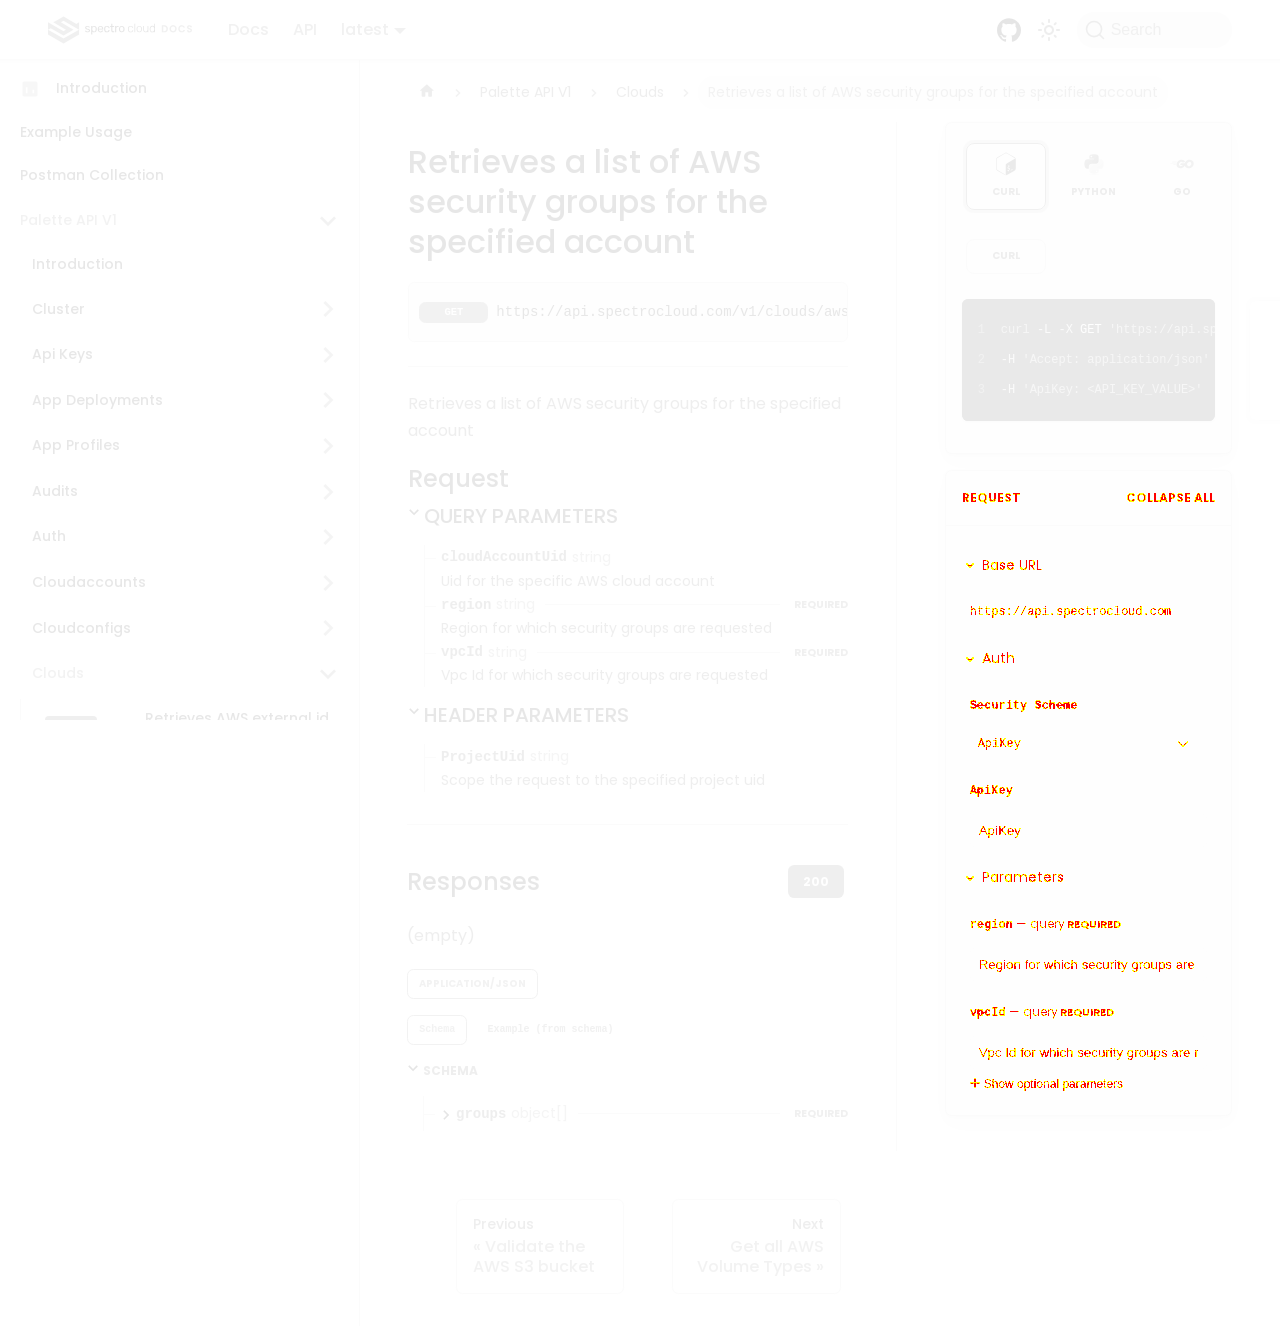 spectro cloud DOCS
Docs
API
latest
Search
Introduction
Example Usage
Postman Collection
Palette API V1
Introduction
Cluster
Api Keys
App Deployments
App Profiles
Audits
Auth
Cloudaccounts
Cloudconfigs
Clouds
Retrieves AWS external id
Palette API V1
Clouds
Retrieves a list of AWS security groups for the specified account
Retrieves a list of AWS
security groups for the
specified account
GET https://api.spectrocloud.com/v1/clouds/aws
Retrieves a list of AWS security groups for the specified
account
Request
QUERY PARAMETERS
cloudAccountUid string
Uid for the specific AWS cloud account
region string REQUIRED
Region for which security groups are requested
vpcId string REQUIRED
Vpc Id for which security groups are requested
HEADER PARAMETERS
ProjectUid string
Scope the request to the specified project uid
Responses
200
(empty)
APPLICATION/JSON
Schema
Example (from schema)
SCHEMA
groups object[] REQUIRED
Previous
« Validate the
AWS S3 bucket
Next
Get all AWS
Volume Types »
CURL
PYTHON
GO
GO
CURL
1 curl -L -X GET 'https://api.sp
2 -H 'Accept: application/json'
3 -H 'ApiKey: <API_KEY_VALUE>'
REQUEST
COLLAPSE ALL
Base URL
https://api.spectrocloud.com
Auth
Security Scheme
ApiKey
ApiKey
ApiKey
Parameters
region — query REQUIRED
Region for which security groups are
vpcId — query REQUIRED
Vpc Id for which security groups are r
Show optional parameters